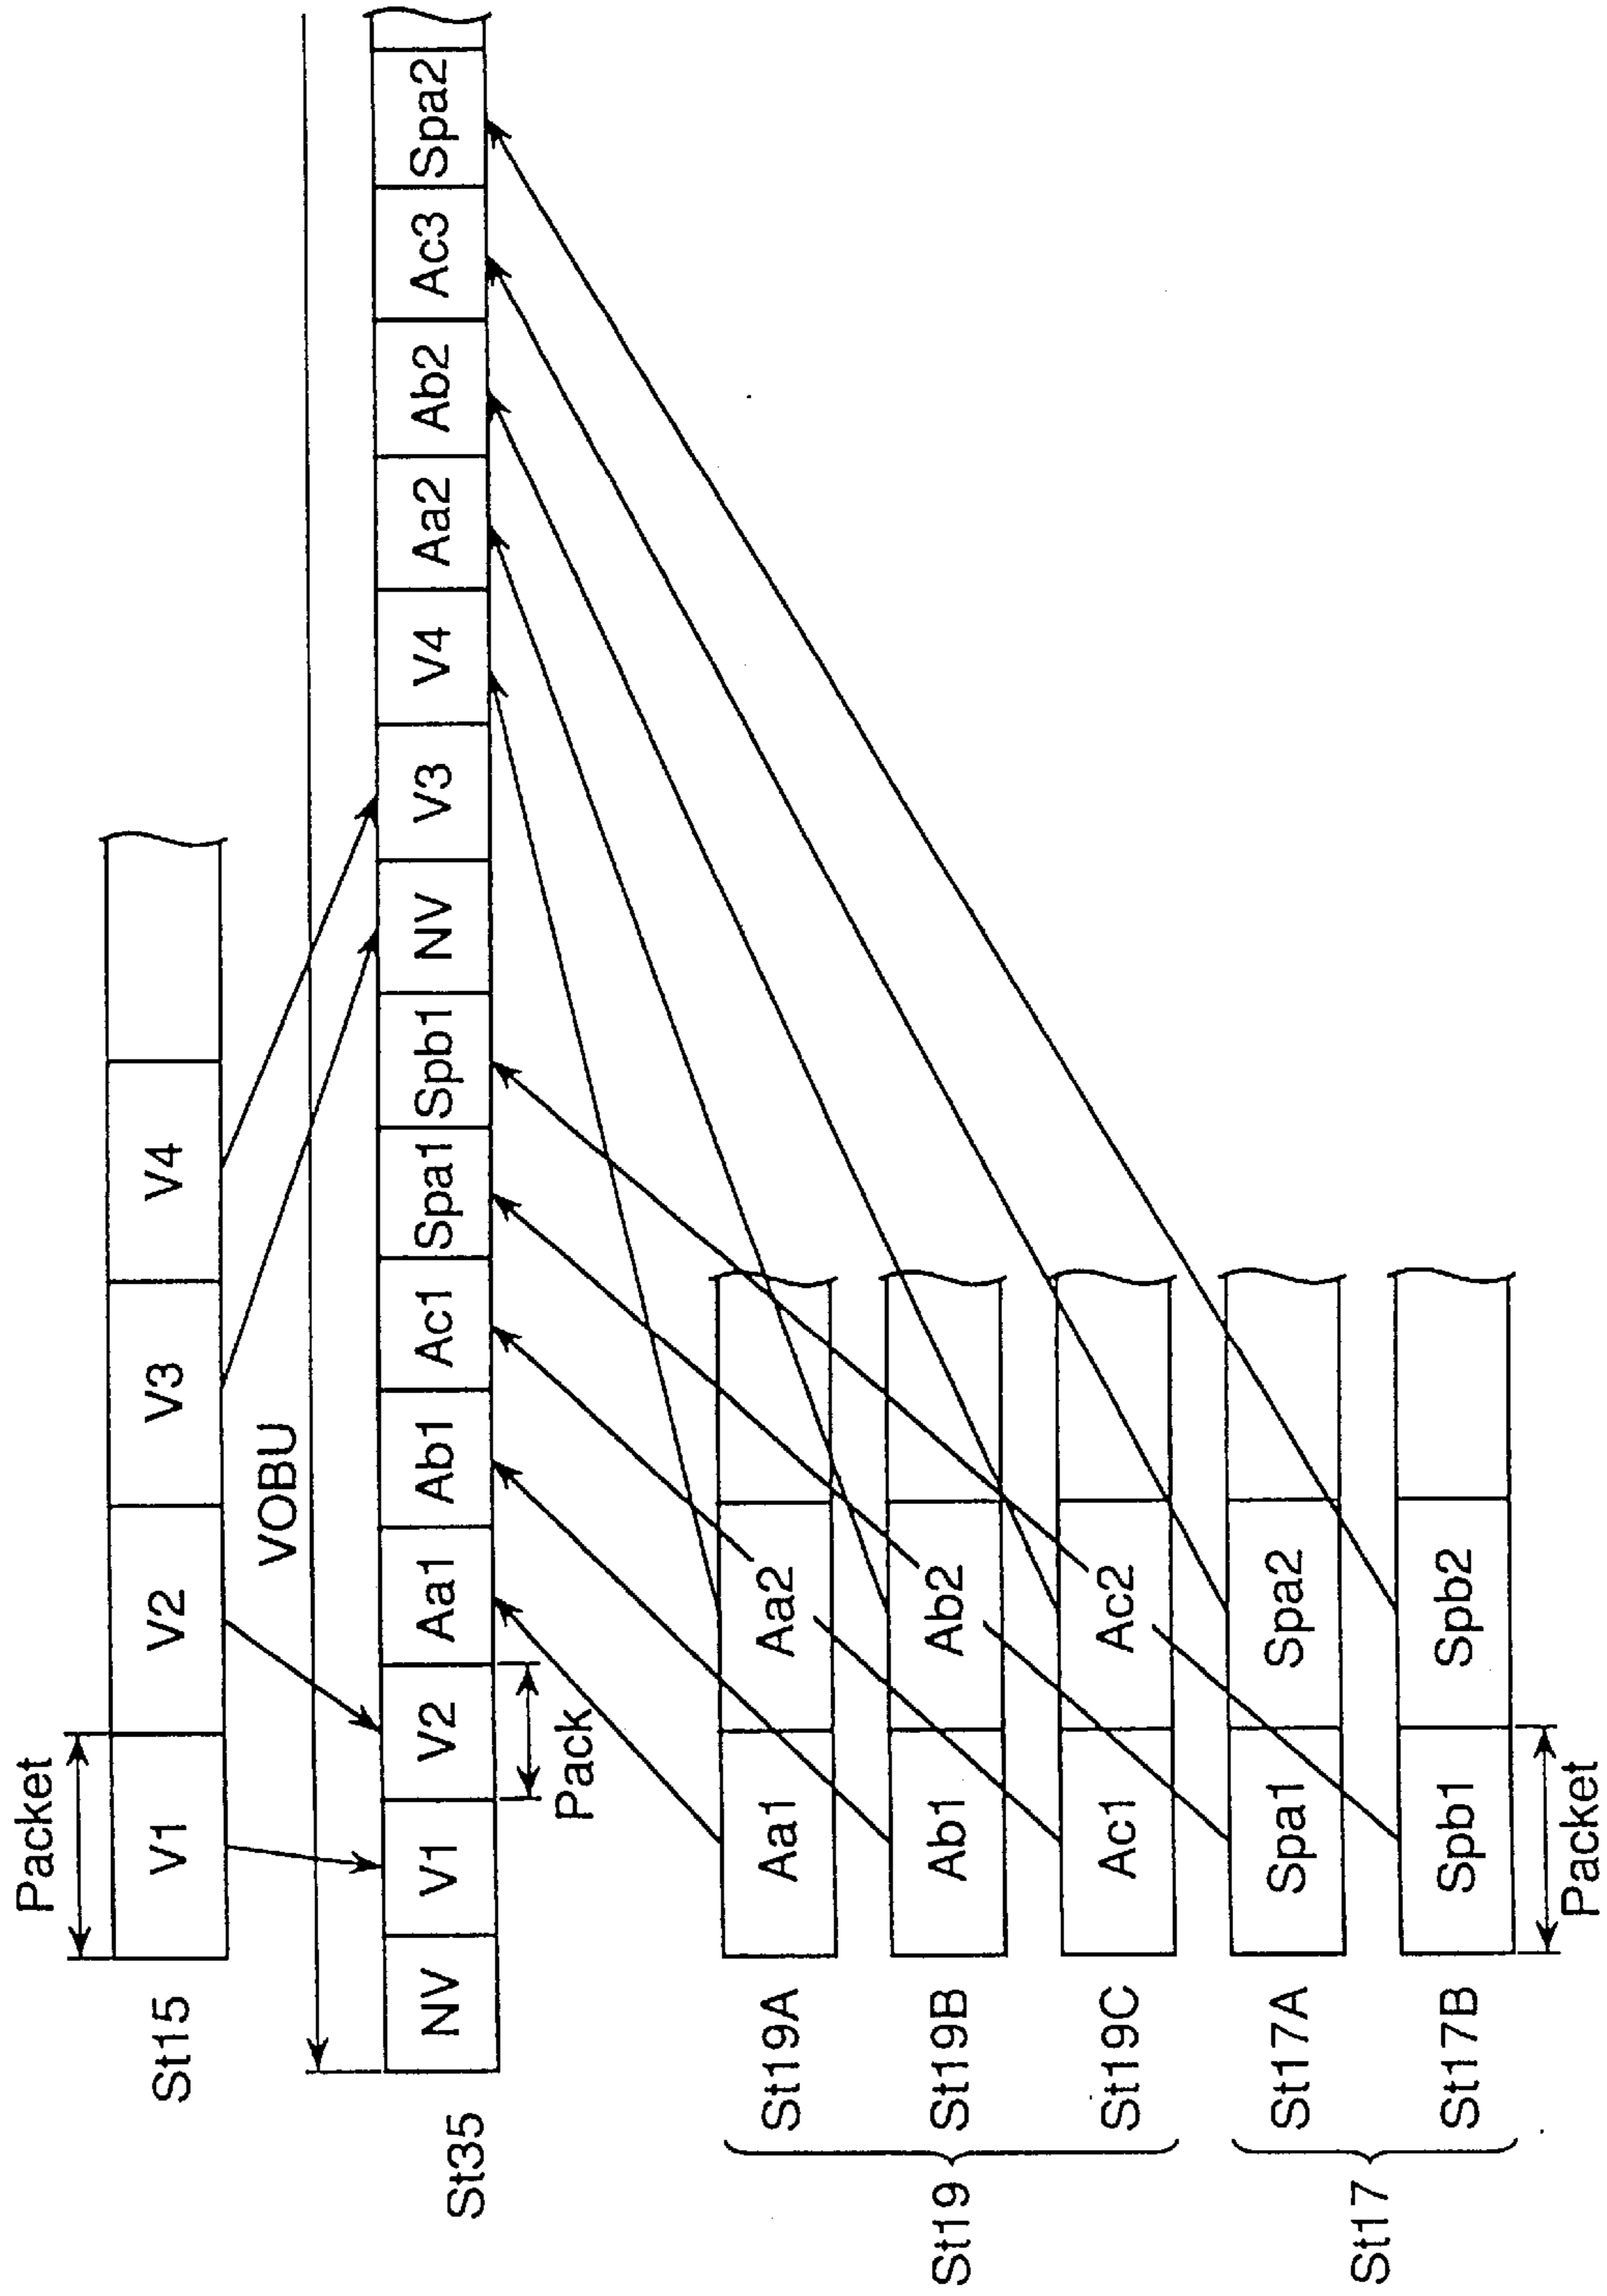 Packet
St15
V1
V2
V3
V4
VOBU
St35
NV
V1
V2
Aa1
Ab1
Ac1
Spa1
Spb1
NV
V3
V4
Aa2
Ab2
Ac3
Spa2
Pack
St19
St19A
Aa1
Aa2
St19B
Ab1
Ab2
St19C
Ac1
Ac2
St17
St17A
Spa1
Spa2
St17B
Spb1
Spb2
Packet